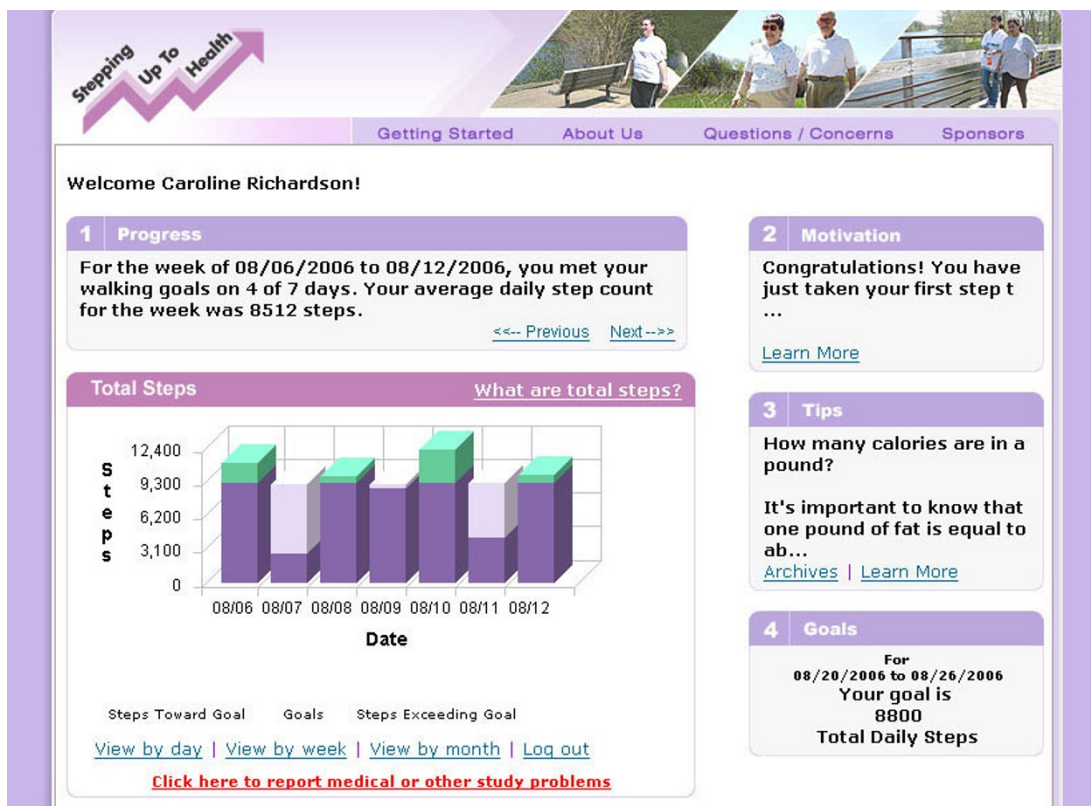 Stepping
Up To
Health
Getting Started About Us Questions / Concerns Sponsors
Welcome Caroline Richardson!
1 Progress
For the week of 08/06/2006 to 08/12/2006, you met your
walking goals on 4 of 7 days. Your average daily step count
for the week was 8512 steps.
<<-- Previous Next-->>
Total Steps What are total steps?
Steps
12,400
9,300
6,200
3,100
0
08/06 08/07 08/08 08/09 08/10 08/11 08/12
Date
Steps Toward Goal Goals Steps Exceeding Goal
View by day | View by week | View by month | Log out
Click here to report medical or other study problems
2 Motivation
Congratulations! You have
just taken your first step t
...
Learn More
3 Tips
How many calories are in a
pound?
It's important to know that
one pound of fat is equal to
ab...
Archives | Learn More
4 Goals
For
08/20/2006 to 08/26/2006
Your goal is
8800
Total Daily Steps